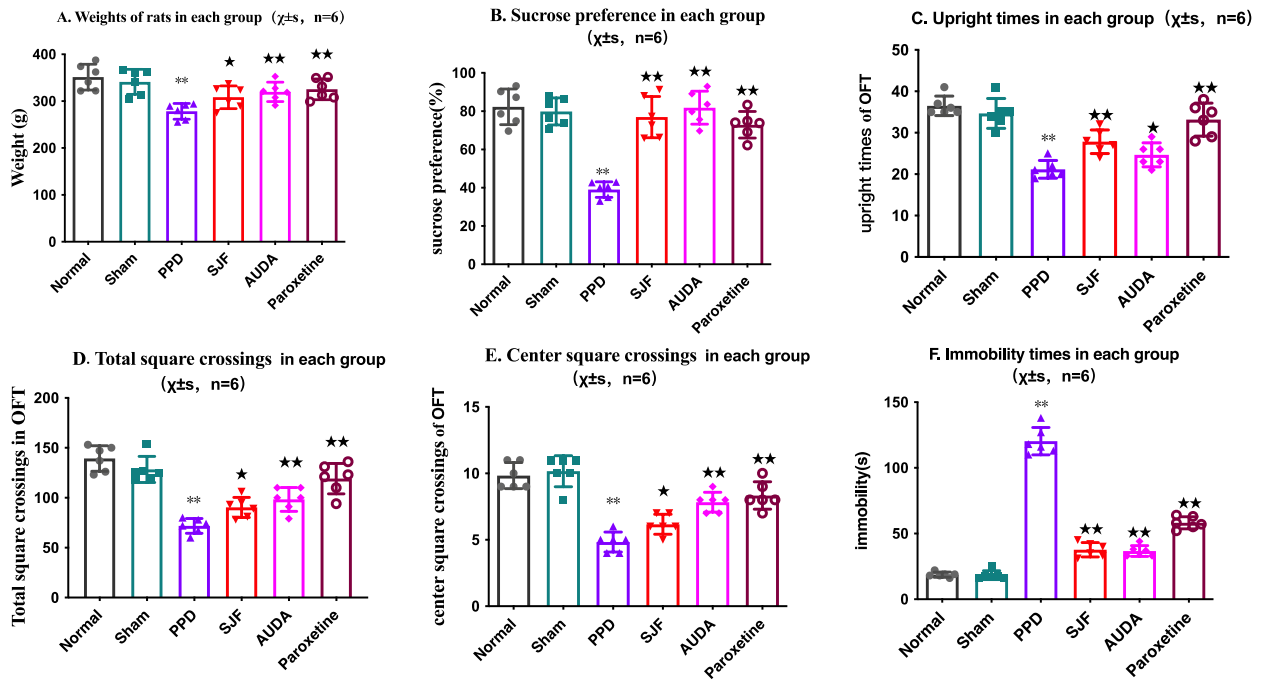 A. Weights of rats in each group (χ±s, n=6)
Weight (g)
400
300
200
100
0
★
★★
★★
**
Normal
Sham
PPD
SJF
AUDA
Paroxetine
B. Sucrose preference in each group
(χ±s, n=6)
sucrose preference(%)
100
80
60
40
20
0
**
★★
★★
★★
Normal
Sham
PPD
SJF
AUDA
Paroxetine
C. Upright times in each group (χ±s, n=6)
upright times of OFT
50
40
30
20
10
0
**
★★
★
★★
Normal
Sham
PPD
SJF
AUDA
Paroxetine
D. Total square crossings in each group
(χ±s, n=6)
Total square crossings in OFT
200
150
100
50
0
**
★
★★
★★
Normal
Sham
PPD
SJF
AUDA
Paroxetine
E. Center square crossings in each group
(χ±s, n=6)
center square crossings of OFT
15
10
5
0
**
★
★★
★★
Normal
Sham
PPD
SJF
AUDA
Paroxetine
F. Immobility times in each group
(χ±s, n=6)
immobility(s)
150
100
50
0
**
★★
★★
★★
Normal
Sham
PPD
SJF
AUDA
Paroxetine